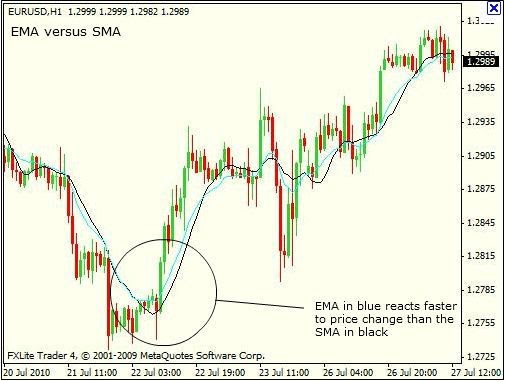 EURUSD,H1 1.2999 1.2999 1.2982 1.2989
EMA versus SMA
1.2995
1.2989
1.2965
1.2935
1.2905
1.2875
1.2845
1.2815
1.2785
EMA in blue reacts faster
to price change than the
SMA in black
1.2755
FXLite Trader 4, © 2001-2009 MetaQuotes Software Corp.
1.2725
20 Jul 2010 21 Jul 11:00 22 Jul 03:00 22 Jul 19:00 23 Jul 11:00 26 Jul 04:00 26 Jul 20:00 27 Jul 12:00